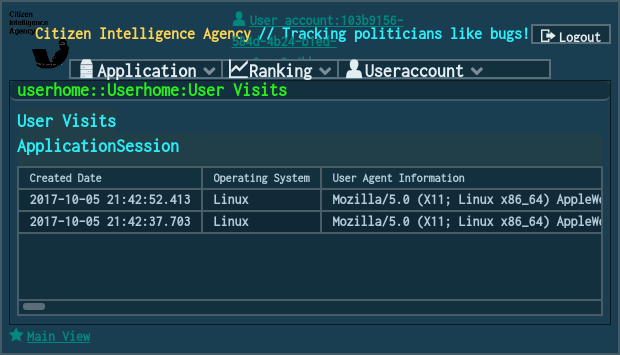 Citizen
Intelligence
Agency
User account:103b9156-
Citizen Intelligence Agency // Tracking politicians like bugs!
Logout
Application
Ranking
Useraccount
userhome::Userhome:User Visits
User Visits
ApplicationSession
Created Date Operating System User Agent Information
2017-10-05 21:42:52.413 Linux Mozilla/5.0 (X11; Linux x86_64) AppleWe
2017-10-05 21:42:37.703 Linux Mozilla/5.0 (X11; Linux x86_64) AppleWe
Main View